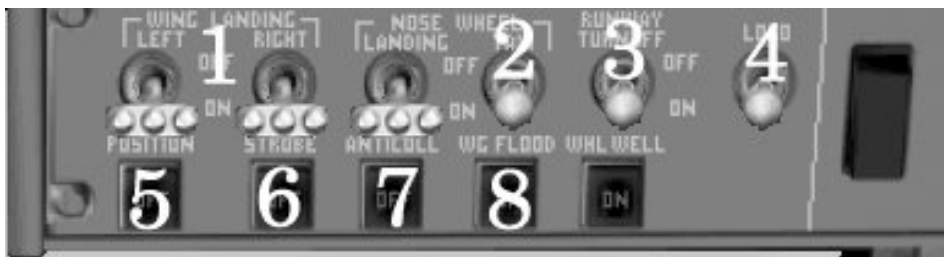 WING LANDING NOSE WHEEL RUNWAY
LEFT RIGHT LANDING TURNOFF LOGO
1 2 3 4
OFF OFF OFF
ON ON ON
POSITION STROBE ANTICOLL WG FLOOD WHL WELL
5 6 7 8 ON